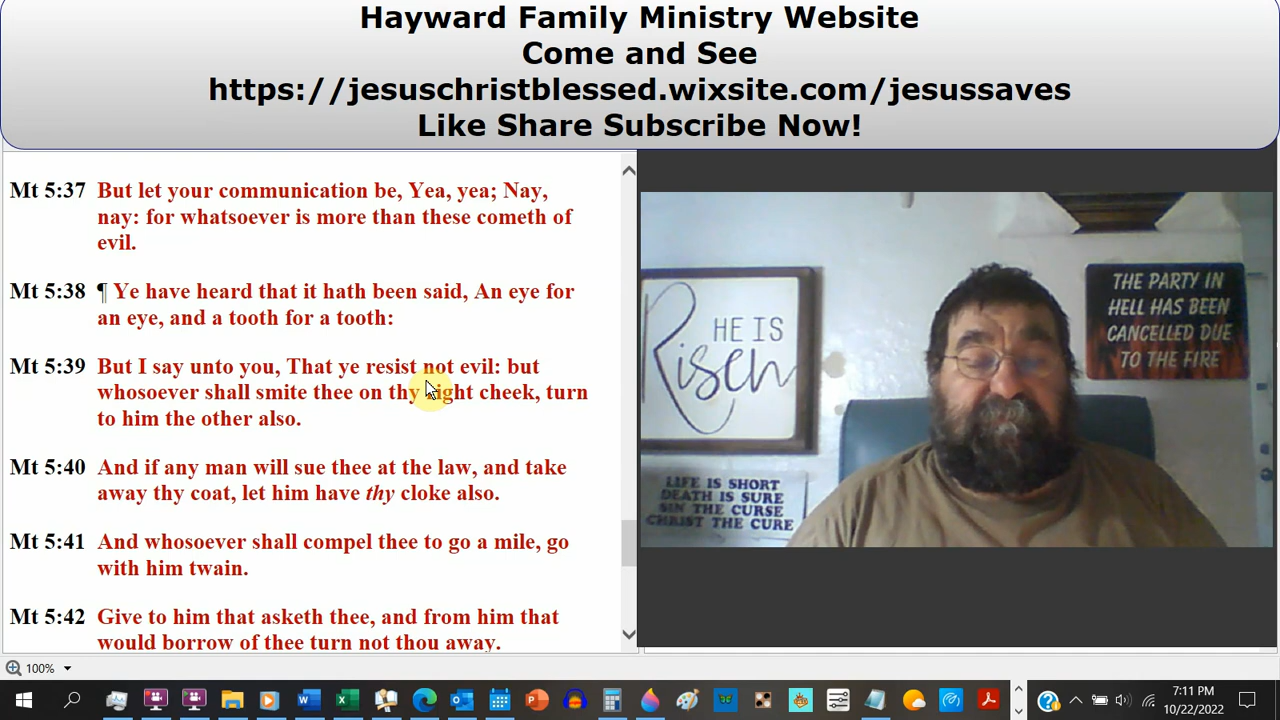 Hayward Family Ministry Website
Come and See
https://jesuschristblessed.wixsite.com/jesussaves
Like Share Subscribe Now!
Mt 5:37 But let your communication be, Yea, yea; Nay,
nay: for whatsoever is more than these cometh of
evil.
Mt 5:38 ¶ Ye have heard that it hath been said, An eye for
an eye, and a tooth for a tooth:
Mt 5:39 But I say unto you, That ye resist not evil: but
whosoever shall smite thee on thy right cheek, turn
to him the other also.
Mt 5:40 And if any man will sue thee at the law, and take
away thy coat, let him have thy cloke also.
Mt 5:41 And whosoever shall compel thee to go a mile, go
with him twain.
Mt 5:42 Give to him that asketh thee, and from him that
would borrow of thee turn not thou away.
HE IS
Risen
LIFE IS SHORT
DEATH IS SURE
SIN THE CURSE
CHRIST THE CURE
THE PARTY IN
HELL HAS BEEN
CANCELLED DUE
TO THE FIRE
100%
7:11 PM
10/22/2022